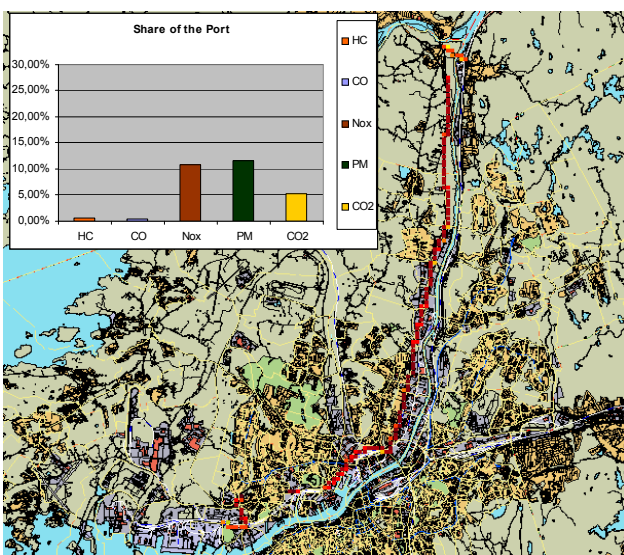 Share of the Port
30,00%
25,00%
20,00%
15,00%
10,00%
5,00%
0,00%
HC CO Nox PM CO2
HC
CO
Nox
PM
CO2